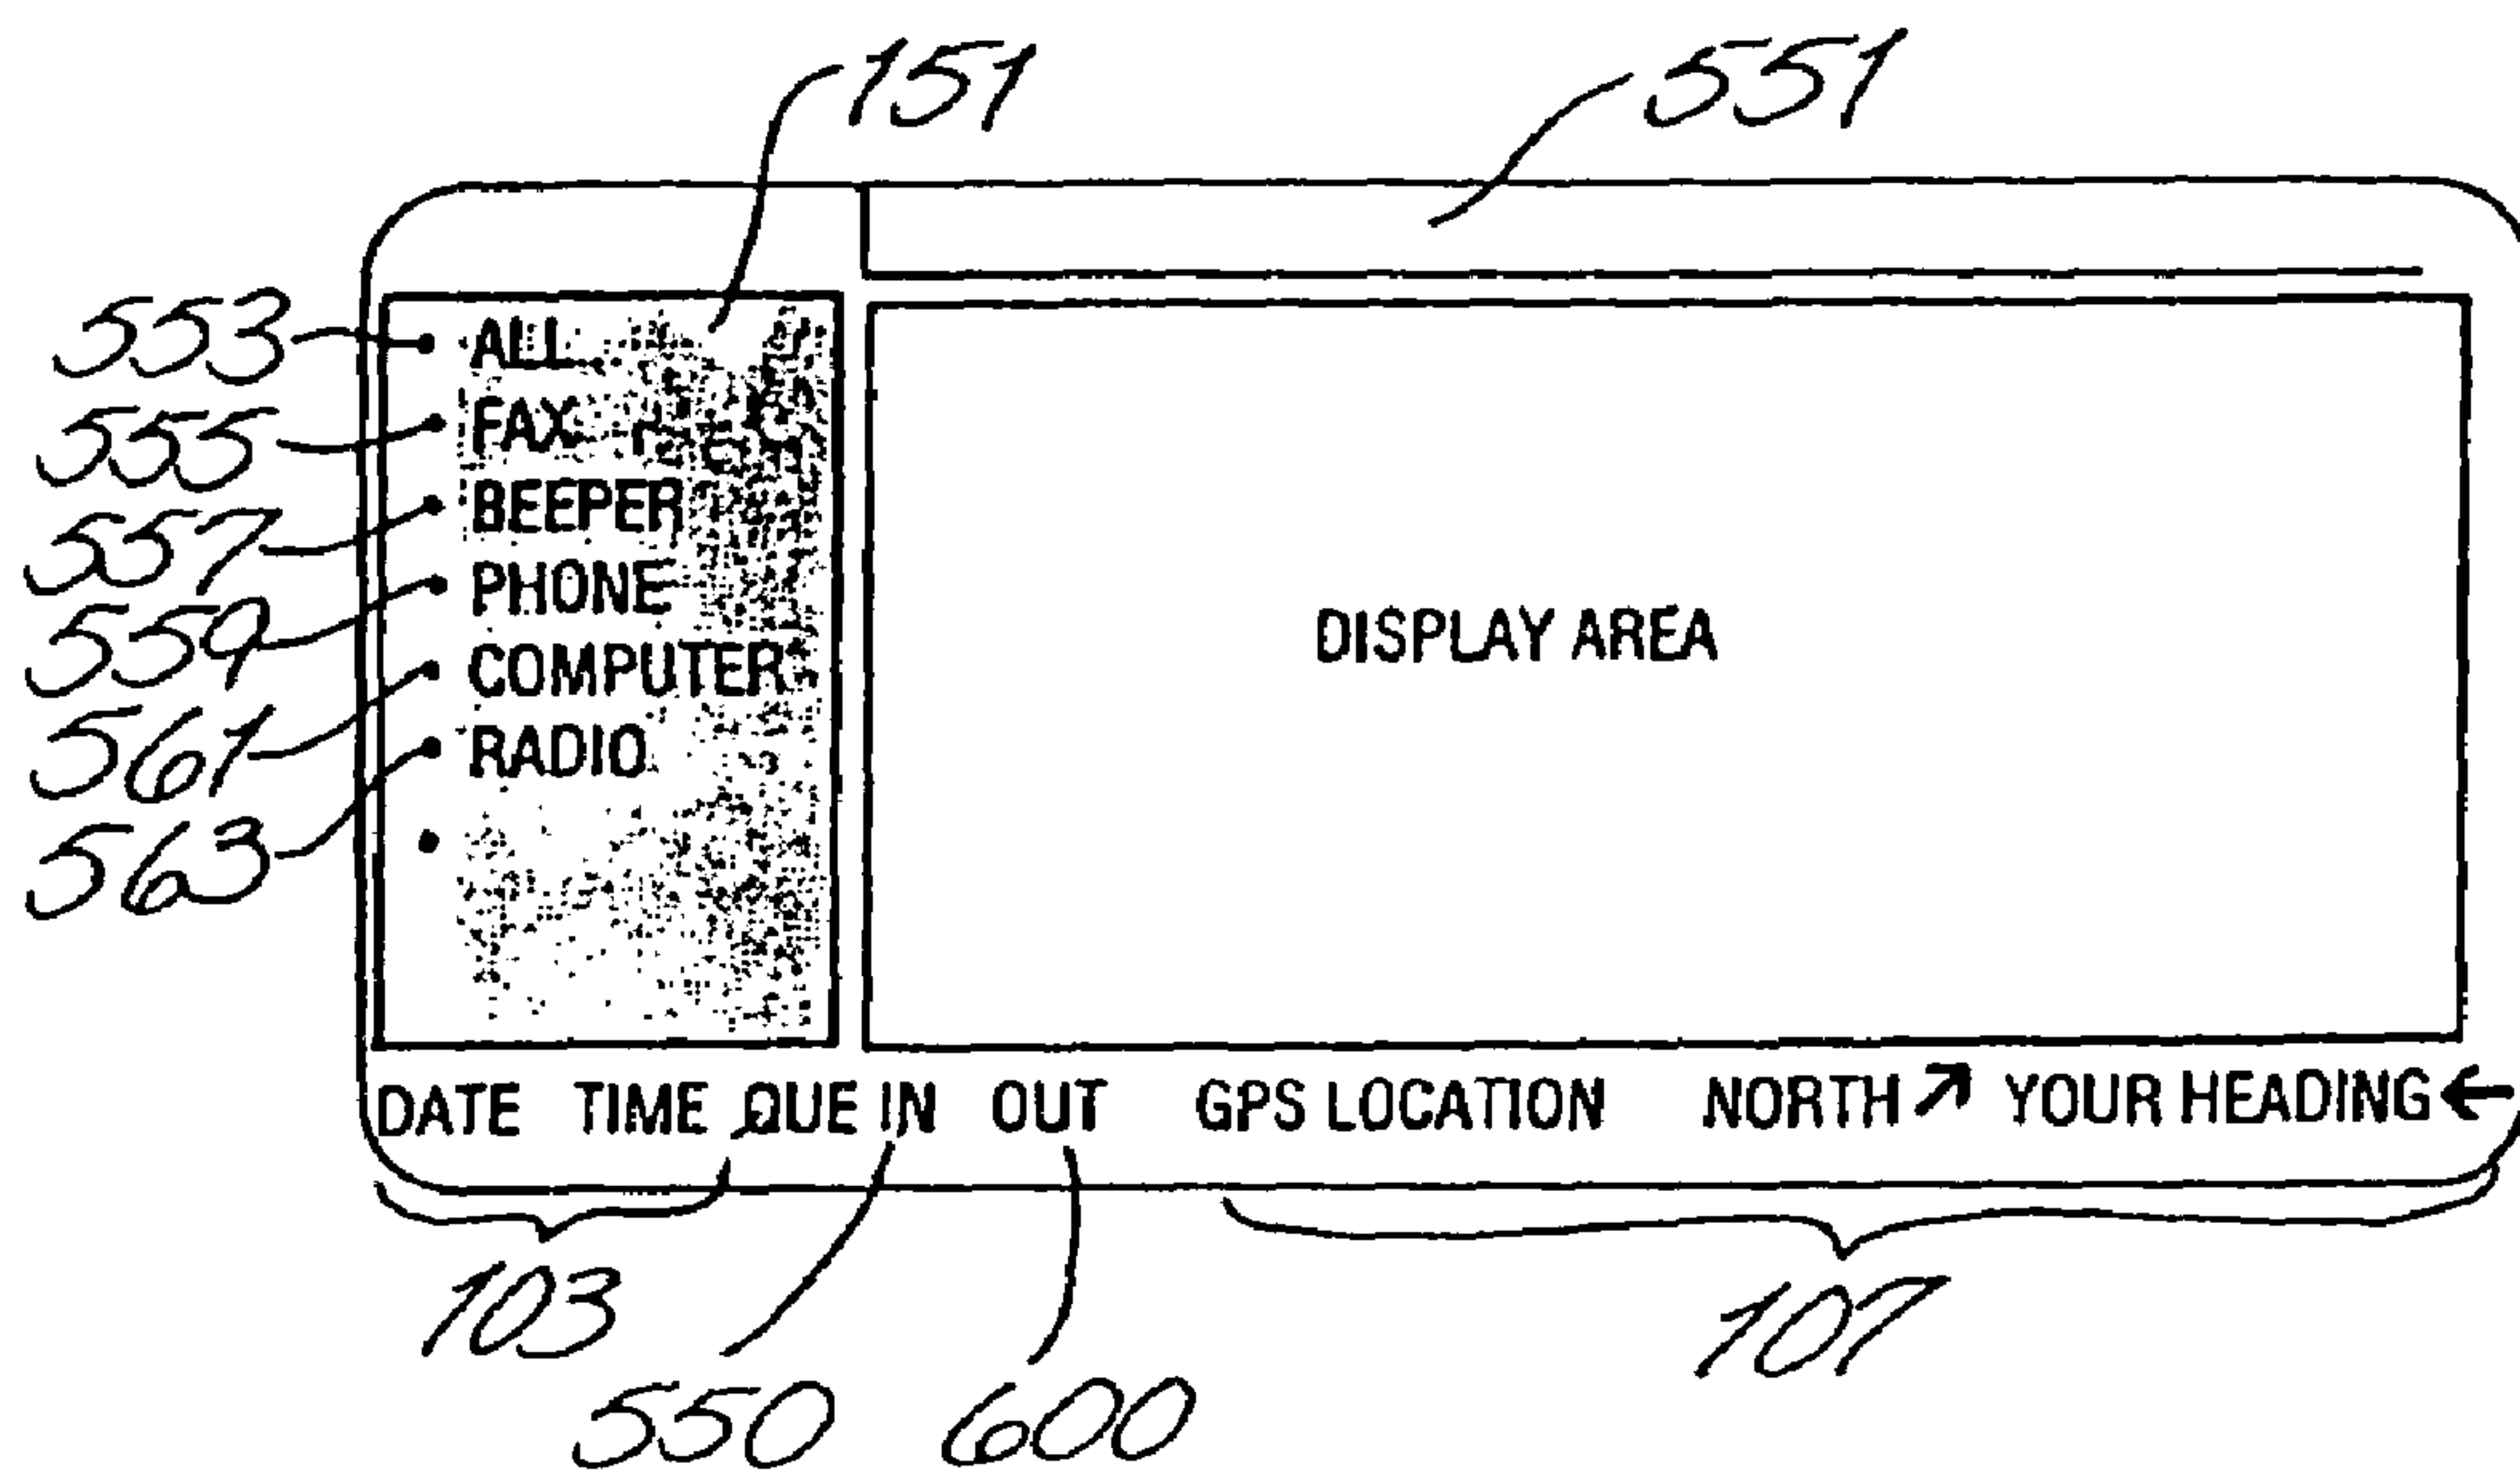 151 551
553 ALL
555 FAX
557 BEEPER
559 PHONE
561 COMPUTER
563 RADIO
DISPLAY AREA
DATE TIME QUE IN OUT GPS LOCATION NORTH ↗ YOUR HEADING ←
103 107
550 600